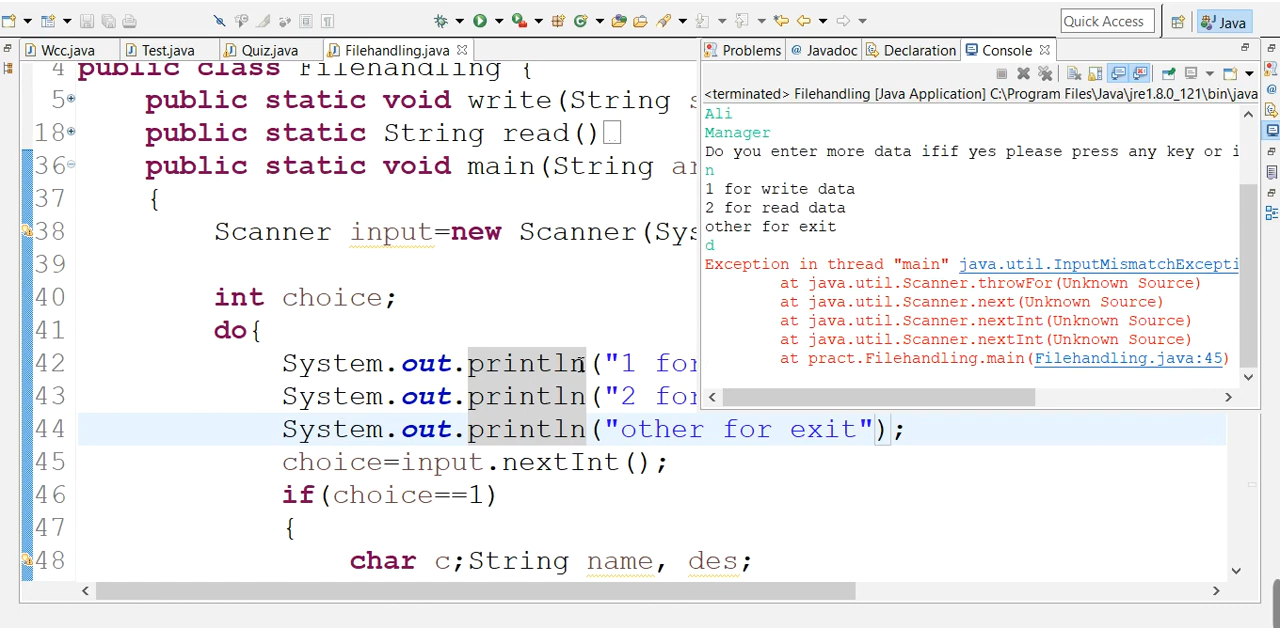 Quick Access
Java
Wcc.java
Test.java
Quiz.java
Filehandling.java
Problems
@ Javadoc
Declaration
Console
<terminated> Filehandling [Java Application] C:\Program Files\Java\jre1.8.0_121\bin\javaw
4 public class Filehandling {
5 public static void write(String s
18 public static String read()
36 public static void main(String ar
37 {
38 Scanner input=new Scanner(Sys
39
40 int choice;
41 do{
42 System.out.println("1 for
43 System.out.println("2 for
44 System.out.println("other for exit");
45 choice=input.nextInt();
46 if(choice==1)
47 {
48 char c;String name, des;
Ali
Manager
Do you enter more data ifif yes please press any key or i
n
1 for write data
2 for read data
other for exit
d
Exception in thread "main" java.util.InputMismatchExcepti
at java.util.Scanner.throwFor(Unknown Source)
at java.util.Scanner.next(Unknown Source)
at java.util.Scanner.nextInt(Unknown Source)
at java.util.Scanner.nextInt(Unknown Source)
at pract.Filehandling.main(Filehandling.java:45)